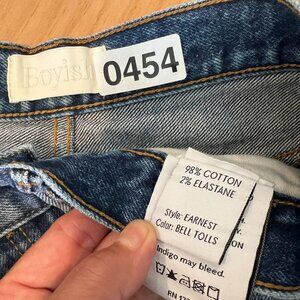 Boyish
0454
98% COTTON
2% ELASTANE
Style: EARNEST
Color: BELL TOLLS
Indigo may bleed.